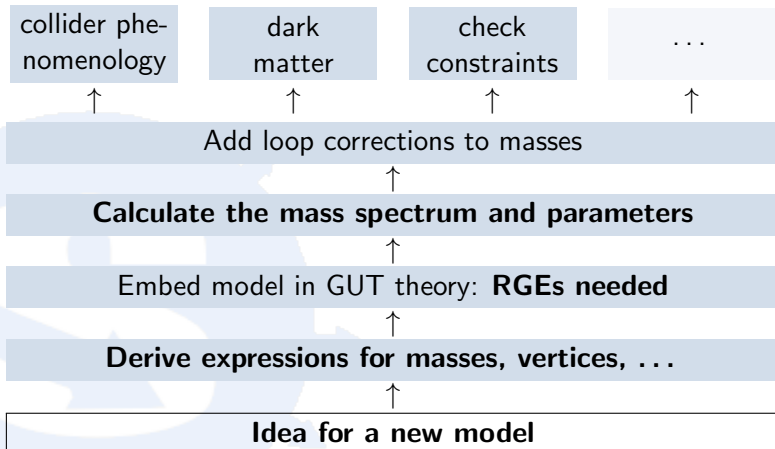 collider phe-
nomenology
dark
matter
check
constraints
. . .
↑ ↑ ↑ ↑
Add loop corrections to masses
↑
Calculate the mass spectrum and parameters
↑
Embed model in GUT theory: RGEs needed
↑
Derive expressions for masses, vertices, . . .
↑
Idea for a new model